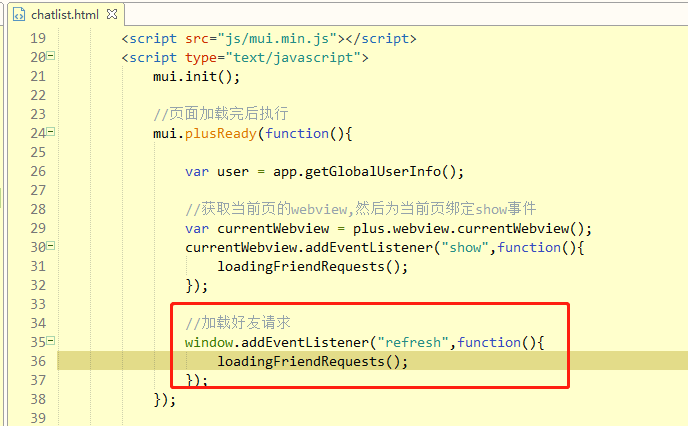 chatlist.html
19 <script src="js/mui.min.js"></script>
20 <script type="text/javascript">
21 mui.init();
22
23 //页面加载完后执行
24 mui.plusReady(function(){
25
26 var user = app.getGlobalUserInfo();
27
28 //获取当前页的webview,然后为当前页绑定show事件
29 var currentWebview = plus.webview.currentWebview();
30 currentWebview.addEventListener("show",function(){
31 loadingFriendRequests();
32 });
33
34 //加载好友请求
35 window.addEventListener("refresh",function(){
36 loadingFriendRequests();
37 });
38 });
39